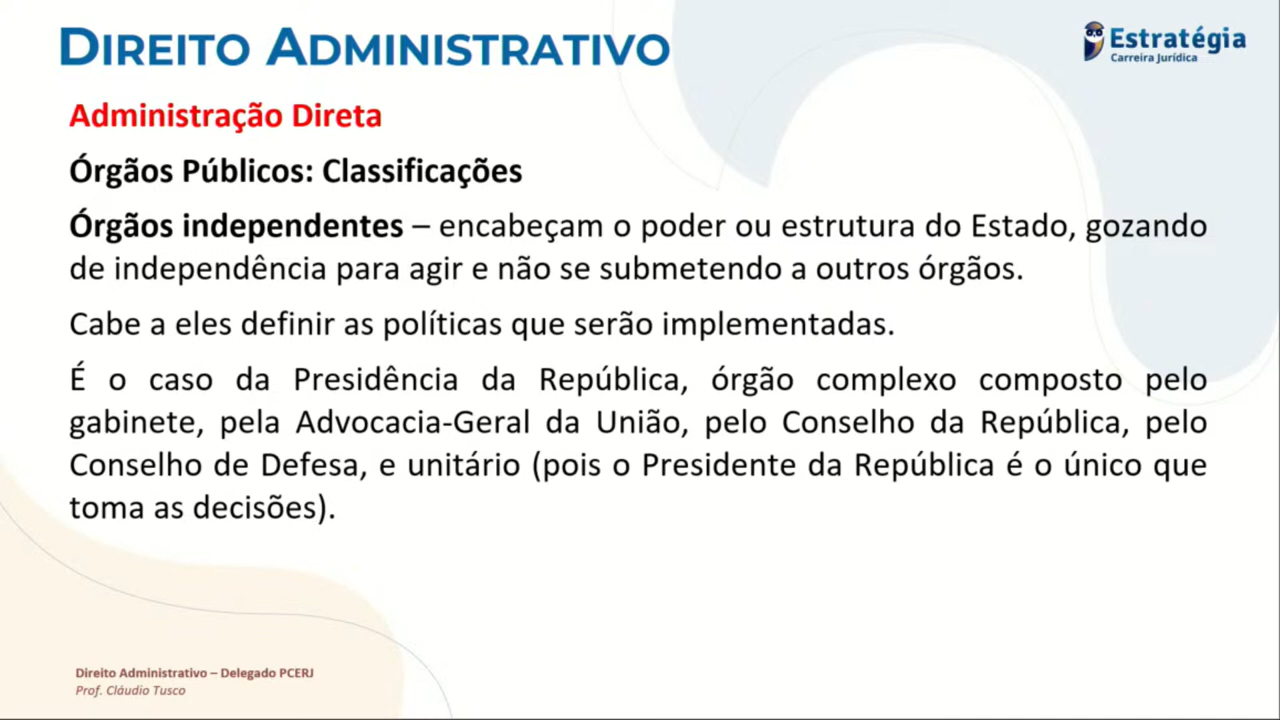 DIREITO ADMINISTRATIVO
Estratégia
Carreira Jurídica
Administração Direta
Órgãos Públicos: Classificações
Órgãos independentes – encabeçam o poder ou estrutura do Estado, gozando
de independência para agir e não se submetendo a outros órgãos.
Cabe a eles definir as políticas que serão implementadas.
É o caso da Presidência da República, órgão complexo composto pelo
gabinete, pela Advocacia-Geral da União, pelo Conselho da República, pelo
Conselho de Defesa, e unitário (pois o Presidente da República é o único que
toma as decisões).
Direito Administrativo – Delegado PCERJ
Prof. Cláudio Tusco